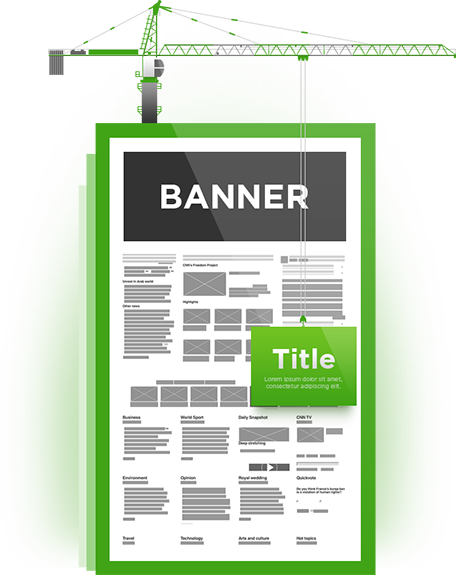 BANNER
CNN's Freedom Project
Unrest in Arab world
Highlights
Other news
Title
Lorem ipsum dolor sit amet,
consectetur adipiscing erit.
Business
World Sport
Daily Snapshot
CNN TV
Deep stretching
Environment
Opinion
Royal wedding
Quickvote
Do you think France's burqa ban
is a violation of human rights?
Travel
Technology
Arts and culture
Hot topics